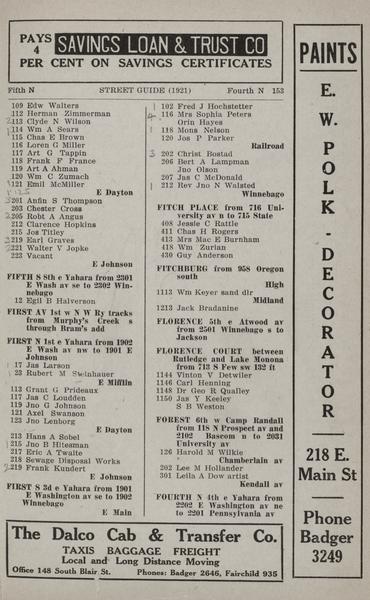 PAYS 4 SAVINGS LOAN & TRUST CO
PER CENT ON SAVINGS CERTIFICATES
Fifth N STREET GUIDE (1921) Fourth N 153
109 Edw Walters
112 Herman Zimmerman
113 Clyde N Wilson
114 Wm A Sears
115 Chas E Brown
116 Loren G Miller
117 Art G Tappin
118 Frank F France
119 Art A Ahman
120 Wm C Zumach
121 Emil McMiller
E Dayton
201 Anfin S Thompson
203 Chester Cross
205 Robt A Angus
212 Clarence Hopkins
215 Jos Titley
219 Earl Graves
221 Walter V Jopke
223 Vacant
E Johnson
FIFTH S 8th e Yahara from 2301
E Wash av se to 2302 Win-
nebago
12 Egil B Halverson
FIRST AV 1st w N W Ry tracks
from Murphy's Creek s
through Bram's add
FIRST N 1st e Yahara from 1902
E Wash av nw to 1901 E
Johnson
17 Jas Larson
23 Robert M Steinhauer
E Mifflin
113 Grant G Prideaux
117 Jas C Loudden
119 Jno G Johnson
121 Axel Swanson
123 Jno Lenborg
E Dayton
213 Hans A Sobel
215 Jno B Hitesman
217 Eric A Twaite
218 Sewage Disposal Works
219 Frank Kundert
E Johnson
FIRST S 3d e Yahara from 1901
E Washington av se to 1902
Winnebago
E Main
102 Fred J Hochstetter
116 Mrs Sophia Peters
Orin Hayes
118 Mons Nelson
120 Jos P Parker
Railroad
202 Christ Bostad
206 Bert A Lampman
Jno Olson
207 Jas C McDonald
212 Rev Jno N Walsted
Winnebago
FITCH PLACE from 716 Uni-
versity av n to 715 State
408 Jessie C Rattle
411 Chas H Rogers
413 Mrs Mac E Burnham
418 Wm Zurian
430 Guy Anderson
FITCHBURG from 958 Oregon
south
High
1113 Wm Keyer sand dlr
Midland
1213 Jack Bradanine
FLORENCE 5th e Atwood av
from 2501 Winnebago s to
Jackson
FLORENCE COURT between
Rutledge and Lake Monona
from 713 S Few sw 132 ft
1144 Vinton V Detwiler
1146 Carl Henning
1148 Dr Geo R Qualley
1150 Jas Y Keeley
S B Weston
FOREST 6th w Camp Randall
from 118 N Prospect av and
2102 Bascom n to 2031
University av
126 Harold M Wilkie
Chamberlain av
202 Lee M Hollander
301 Leila A Dow artist
Kendall av
FOURTH N 4th e Yahara from
2202 E Washington av ne
to 2201 Pennsylvania av
The Dalco Cab & Transfer Co.
TAXIS BAGGAGE FREIGHT
Local and Long Distance Moving
Office 148 South Blair St. Phones: Badger 2646, Fairchild 935
PAINTS
E. W. POLK - DECORATOR
218 E.
Main St
Phone
Badger
3249